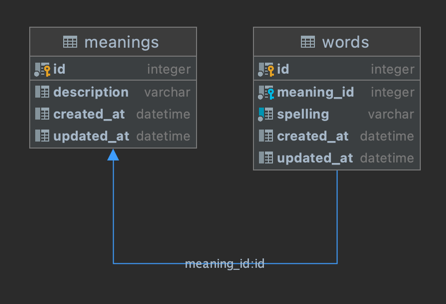 meanings
id integer
description varchar
created_at datetime
updated_at datetime
words
id integer
meaning_id integer
spelling varchar
created_at datetime
updated_at datetime
meaning_id:id